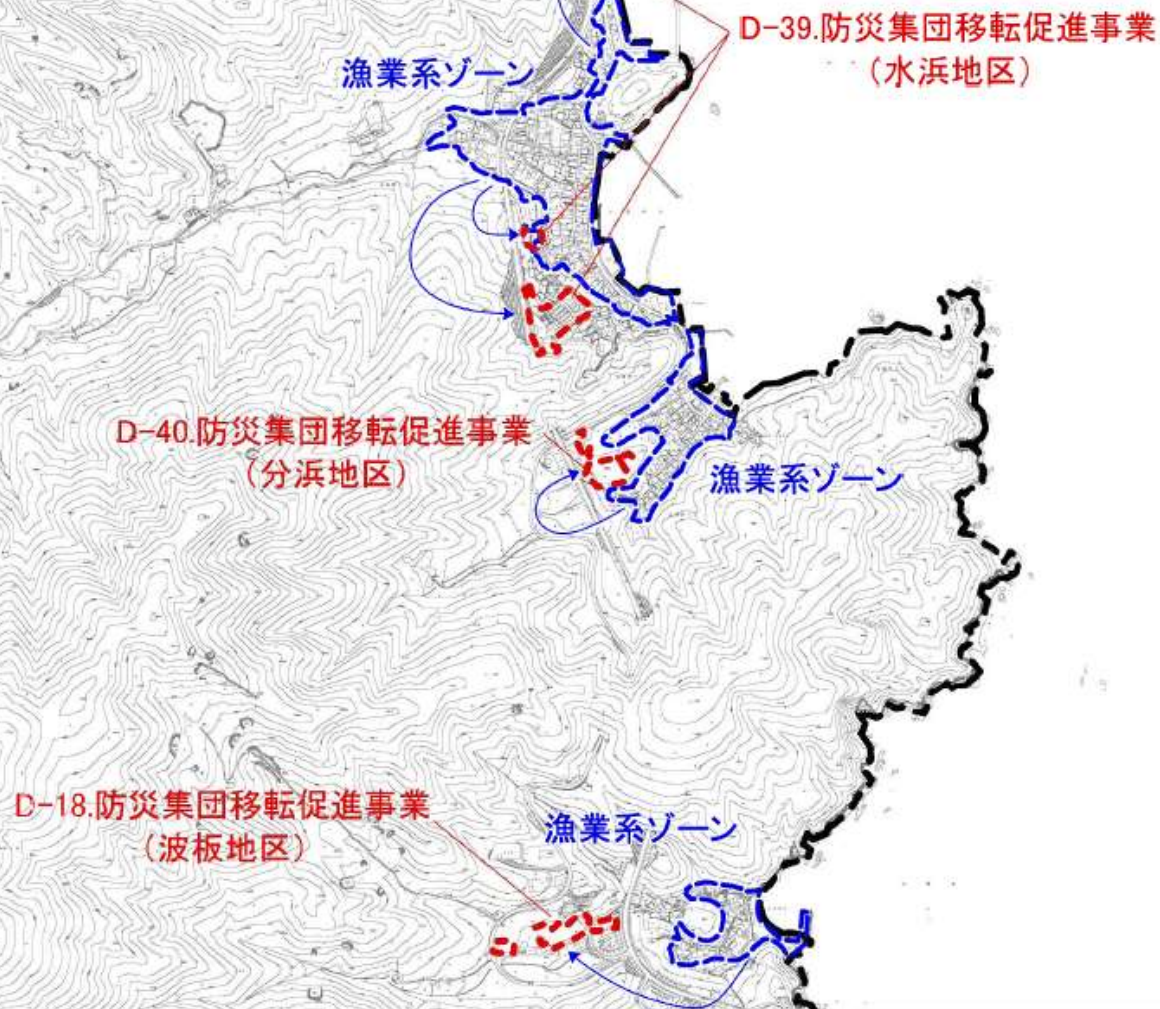 D-39.防災集団移転促進事業
(水浜地区)
漁業系ゾーン
D-40.防災集団移転促進事業
(分浜地区)
漁業系ゾーン
D-18.防災集団移転促進事業
(波板地区)
漁業系ゾーン